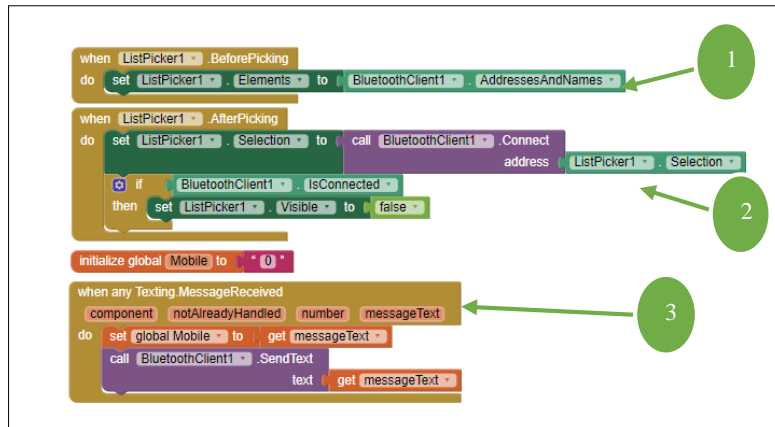 when ListPicker1 .BeforePicking
do set ListPicker1 . Elements to BluetoothClient1 . AddressesAndNames
1
when ListPicker1 .AfterPicking
do set ListPicker1 . Selection to call BluetoothClient1 .Connect
address ListPicker1 . Selection
if BluetoothClient1 . IsConnected
then set ListPicker1 . Visible to false
2
initialize global Mobile to " 0 "
when any Texting.MessageReceived
component notAlreadyHandled number messageText
3
do set global Mobile to get messageText
call BluetoothClient1 .SendText
text get messageText